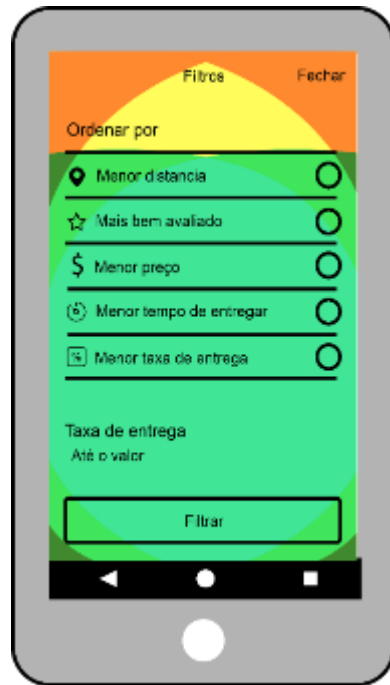 Filtros
Fechar
Ordenar por
Menor distancia
Mais bem avaliado
$ Menor preço
Menor tempo de entregar
% Menor taxa de entrega
Taxa de entrega
Até o valor
Filtrar